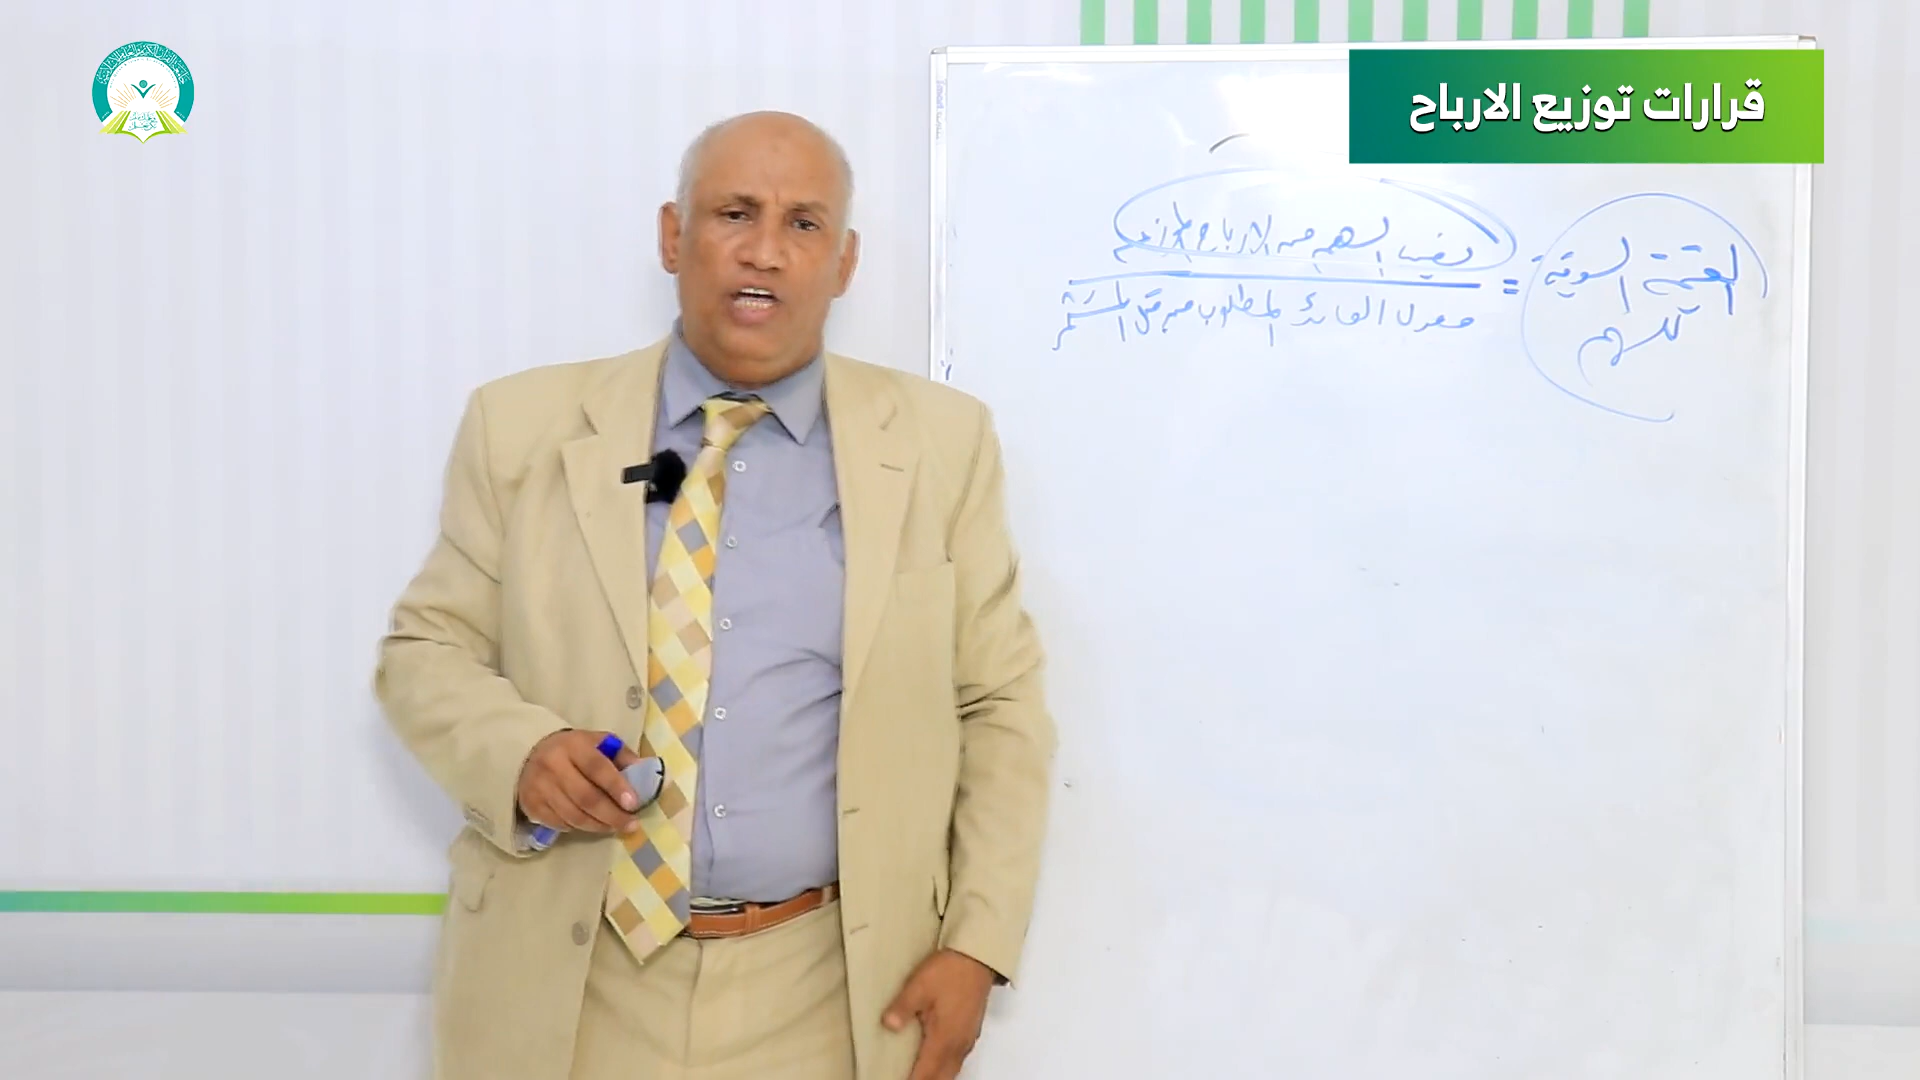 قرارات توزيع الارباح
نصيب السهم من الارباح الموزعة
القيمة السوقية =
للسهم
معدل العائد المطلوب من قبل المستثمر